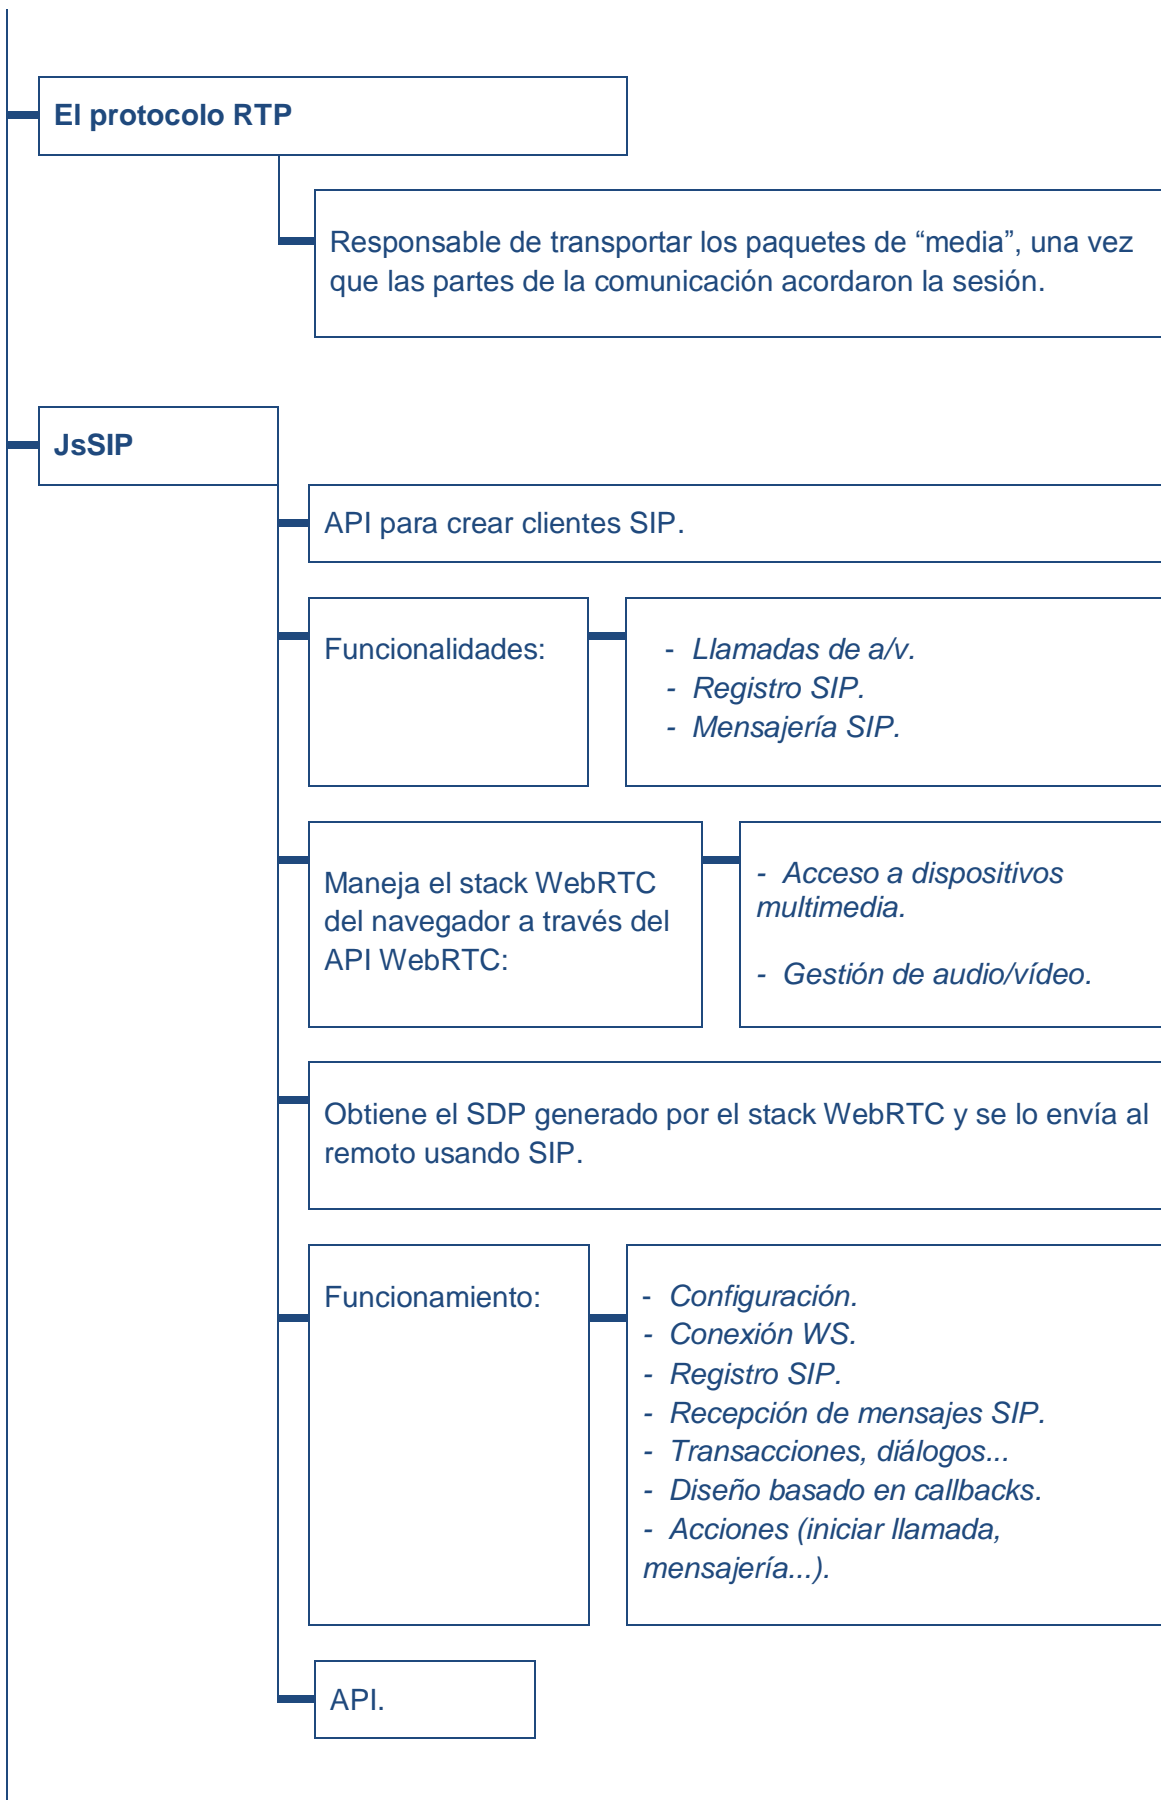 El protocolo RTP
Responsable de transportar los paquetes de “media”, una vez
que las partes de la comunicación acordaron la sesión.
JsSIP
API para crear clientes SIP.
Funcionalidades:
- Llamadas de a/v.
- Registro SIP.
- Mensajería SIP.
Maneja el stack WebRTC
del navegador a través del
API WebRTC:
- Acceso a dispositivos
multimedia.
- Gestión de audio/vídeo.
Obtiene el SDP generado por el stack WebRTC y se lo envía al
remoto usando SIP.
Funcionamiento:
- Configuración.
- Conexión WS.
- Registro SIP.
- Recepción de mensajes SIP.
- Transacciones, diálogos...
- Diseño basado en callbacks.
- Acciones (iniciar llamada,
mensajería...).
API.